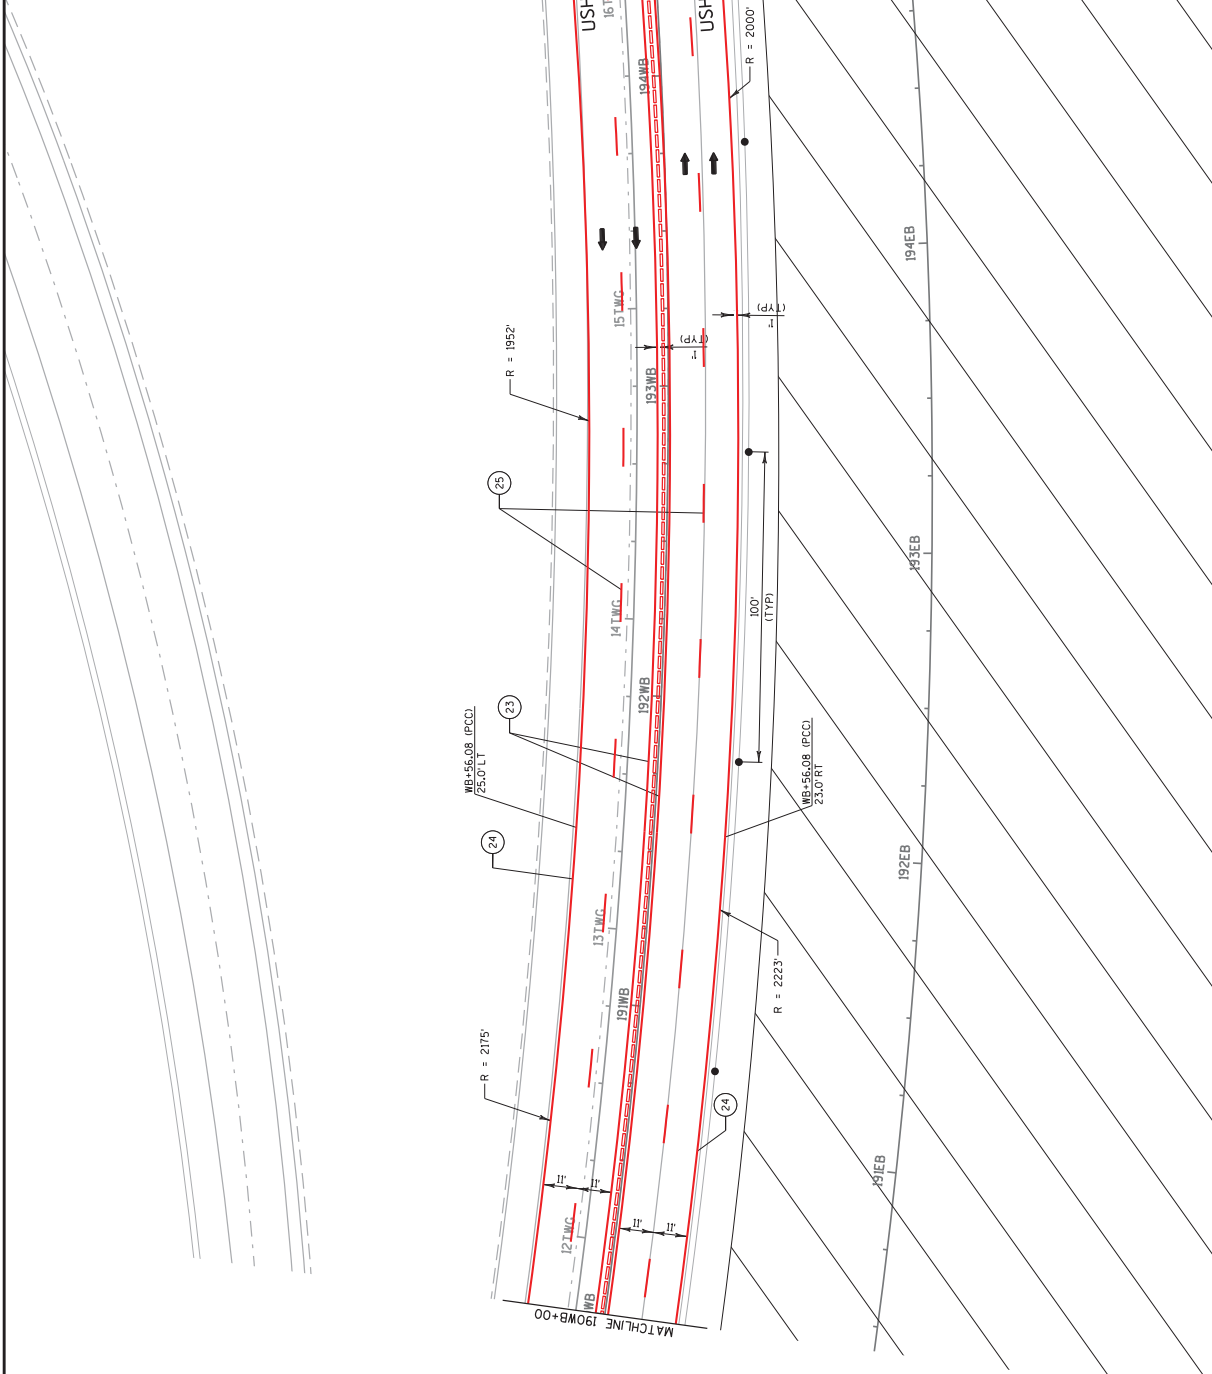 USH
16T
USH
R = 2000'
194WB
194EB
15TWG
1'
(TYP)
1'
(TYP)
R = 1952'
193WB
25
193EB
14TWG
100'
(TYP)
192WB
23
WB+56.08 (PCC)
25.0' LT
WB+56.08 (PCC)
23.0' RT
24
192EB
13TWG
191WB
R = 2223'
R = 2175'
24
191EB
11'
11'
11'
11'
12TWG
WB
MATCHLINE 190WB+00